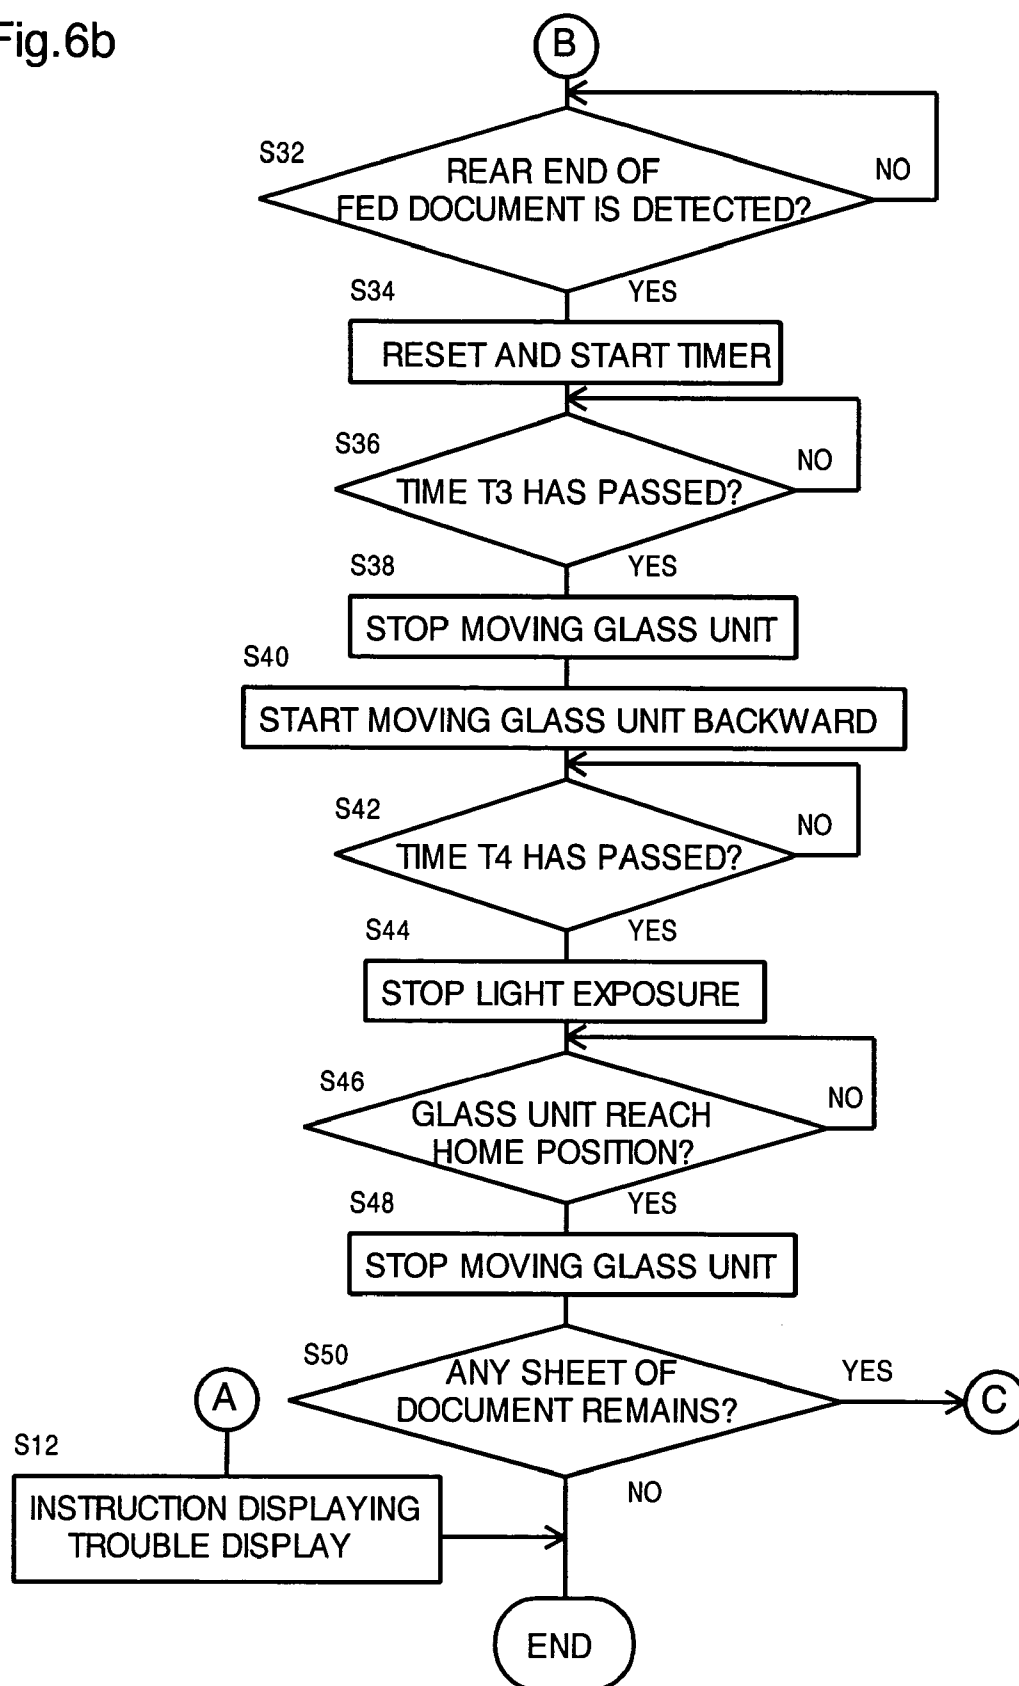 Fig.6b
B
S32
REAR END OF
FED DOCUMENT IS DETECTED?
NO
YES
S34
RESET AND START TIMER
S36
TIME T3 HAS PASSED?
NO
YES
S38
STOP MOVING GLASS UNIT
S40
START MOVING GLASS UNIT BACKWARD
S42
TIME T4 HAS PASSED?
NO
YES
S44
STOP LIGHT EXPOSURE
S46
GLASS UNIT REACH
HOME POSITION?
NO
YES
S48
STOP MOVING GLASS UNIT
S50
ANY SHEET OF
DOCUMENT REMAINS?
YES
C
NO
A
S12
INSTRUCTION DISPLAYING
TROUBLE DISPLAY
END